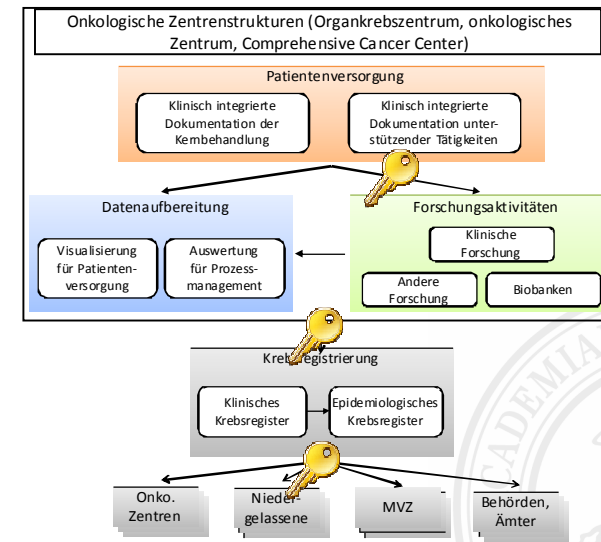 Onkologische Zentrenstrukturen (Organkrebszentrum, onkologisches
Zentrum, Comprehensive Cancer Center)
Patientenversorgung
Klinisch integrierte
Dokumentation der
Kernbehandlung
Klinisch integrierte
Dokumentation unter-
stützender Tätigkeiten
Datenaufbereitung
Visualisierung
für Patienten-
versorgung
Auswertung
für Prozess-
management
Forschungsaktivitäten
Klinische
Forschung
Andere
Forschung
Biobanken
Krebsregistrierung
Klinisches
Krebsregister
Epidemiologisches
Krebsregister
Onko.
Zentren
Nieder-
gelassene
MVZ
Behörden,
Ämter
ACADEMIA